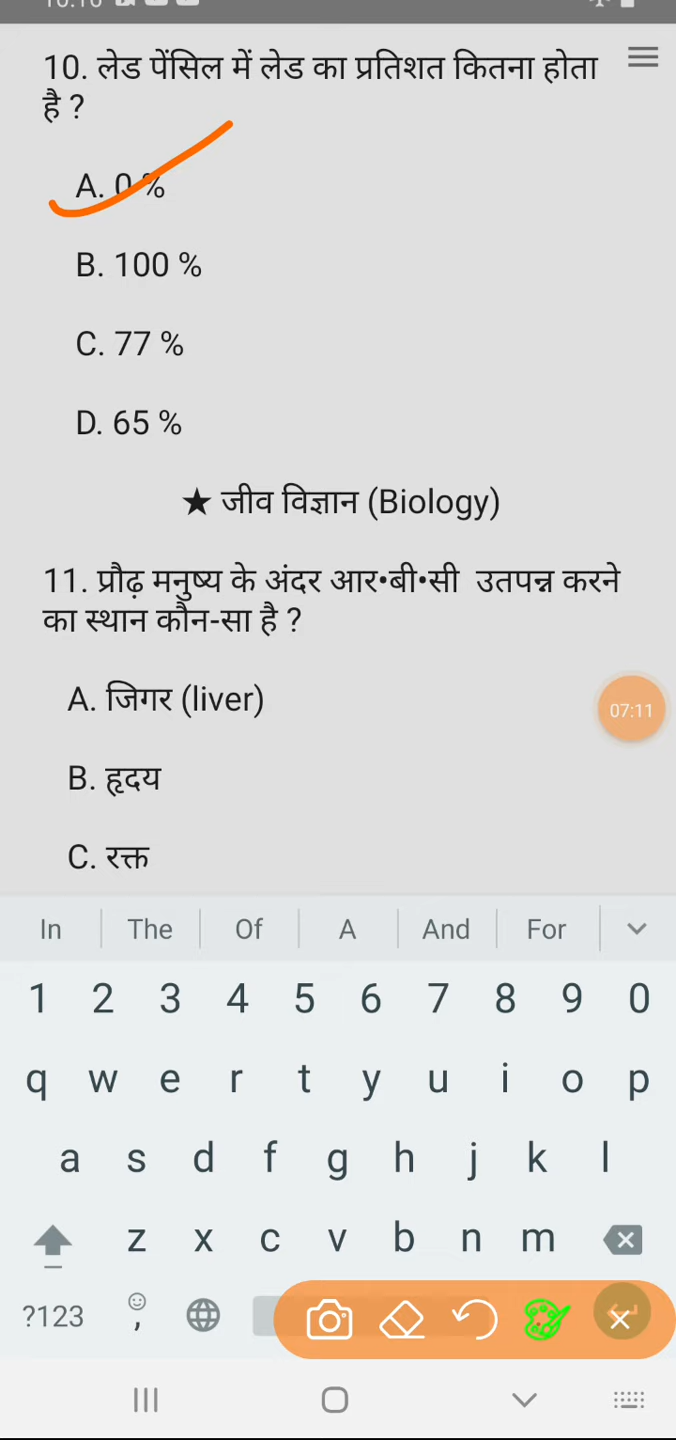 10. लेड पेंसिल में लेड का प्रतिशत कितना होता
है ?
A. 0 %
B. 100 %
C. 77 %
D. 65 %
★ जीव विज्ञान (Biology)
11. प्रौढ़ मनुष्य के अंदर आर•बी•सी उतपन्न करने
का स्थान कौन-सा है ?
A. जिगर (liver)
07:11
B. हृदय
C. रक्त
In The Of A And For
1 2 3 4 5 6 7 8 9 0
q w e r t y u i o p
a s d f g h j k l
z x c v b n m
?123 ,